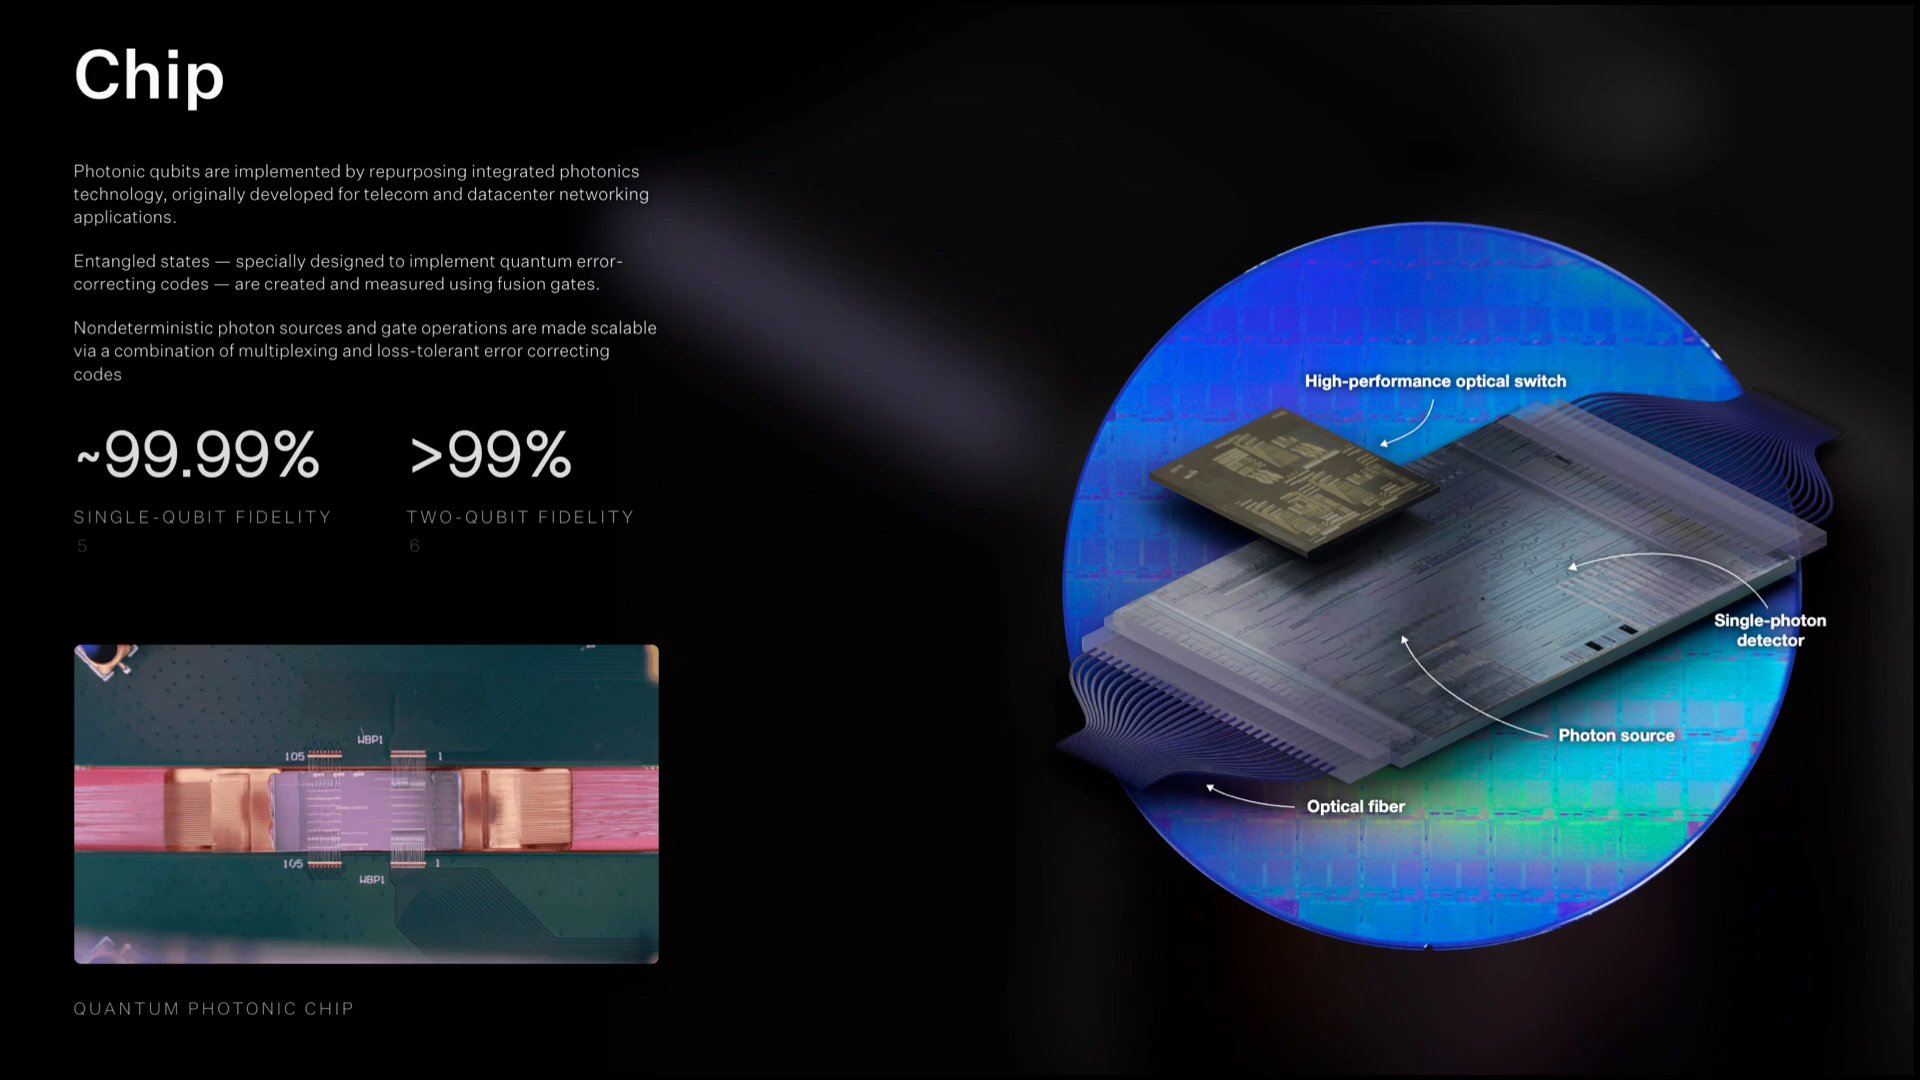 Chip
Photonic qubits are implemented by repurposing integrated photonics
technology, originally developed for telecom and datacenter networking
applications.
Entangled states — specially designed to implement quantum error-
correcting codes — are created and measured using fusion gates.
Nondeterministic photon sources and gate operations are made scalable
via a combination of multiplexing and loss-tolerant error correcting
codes
~99.99%
SINGLE-QUBIT FIDELITY
5
>99%
TWO-QUBIT FIDELITY
6
WBP1
105
1
105
1
WBP1
QUANTUM PHOTONIC CHIP
High-performance optical switch
Single-photon
detector
Photon source
Optical fiber